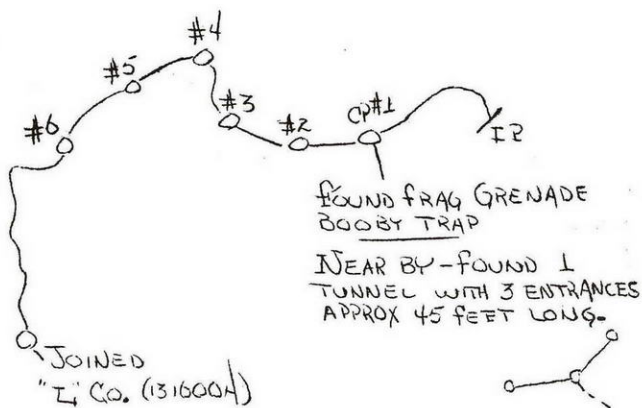 #4
#5
#3
#6
#2
CP#1
IP
FOUND FRAG GRENADE
BOOBY TRAP
NEAR BY-FOUND 1
TUNNEL WITH 3 ENTRANCES
APPROX 45 FEET LONG.
JOINED
"L" Co. (131600H)